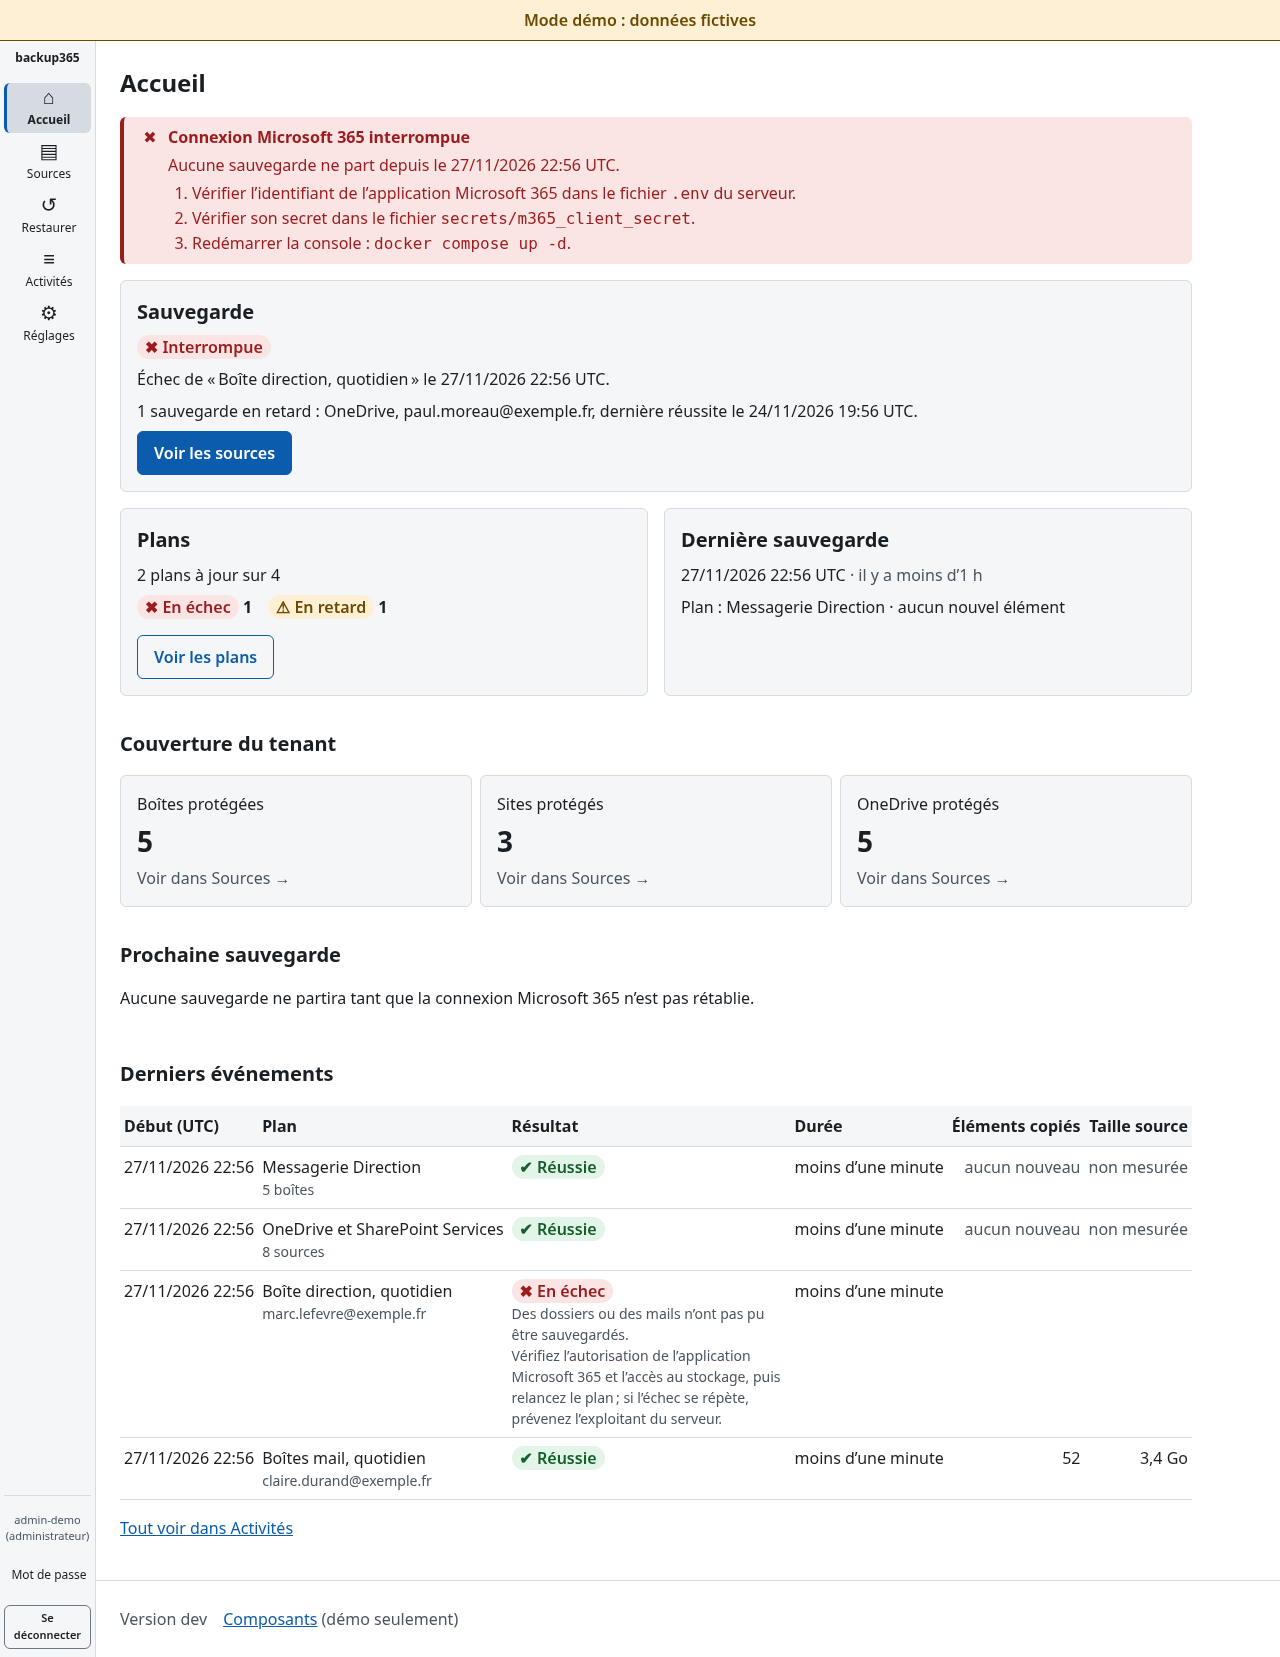 Mode démo : données fictives
backup365
Accueil
Sources
Restaurer
Activités
Réglages
admin-demo
(administrateur)
Mot de passe
Se
déconnecter
Accueil
✖ Connexion Microsoft 365 interrompue
Aucune sauvegarde ne part depuis le 27/11/2026 22:56 UTC.
1. Vérifier l’identifiant de l’application Microsoft 365 dans le fichier .env du serveur.
2. Vérifier son secret dans le fichier secrets/m365_client_secret.
3. Redémarrer la console : docker compose up -d.
Sauvegarde
✖ Interrompue
Échec de « Boîte direction, quotidien » le 27/11/2026 22:56 UTC.
1 sauvegarde en retard : OneDrive, paul.moreau@exemple.fr, dernière réussite le 24/11/2026 19:56 UTC.
Voir les sources
Plans
2 plans à jour sur 4
✖ En échec 1 ⚠ En retard 1
Voir les plans
Dernière sauvegarde
27/11/2026 22:56 UTC · il y a moins d’1 h
Plan : Messagerie Direction · aucun nouvel élément
Couverture du tenant
Boîtes protégées
5
Voir dans Sources →
Sites protégés
3
Voir dans Sources →
OneDrive protégés
5
Voir dans Sources →
Prochaine sauvegarde
Aucune sauvegarde ne partira tant que la connexion Microsoft 365 n’est pas rétablie.
Derniers événements
Début (UTC) Plan Résultat Durée Éléments copiés Taille source
27/11/2026 22:56 Messagerie Direction ✔ Réussie moins d’une minute aucun nouveau non mesurée
5 boîtes
27/11/2026 22:56 OneDrive et SharePoint Services ✔ Réussie moins d’une minute aucun nouveau non mesurée
8 sources
27/11/2026 22:56 Boîte direction, quotidien ✖ En échec moins d’une minute
marc.lefevre@exemple.fr
Des dossiers ou des mails n’ont pas pu
être sauvegardés.
Vérifiez l’autorisation de l’application
Microsoft 365 et l’accès au stockage, puis
relancez le plan ; si l’échec se répète,
prévenez l’exploitant du serveur.
27/11/2026 22:56 Boîtes mail, quotidien ✔ Réussie moins d’une minute 52 3,4 Go
claire.durand@exemple.fr
Tout voir dans Activités
Version dev Composants (démo seulement)